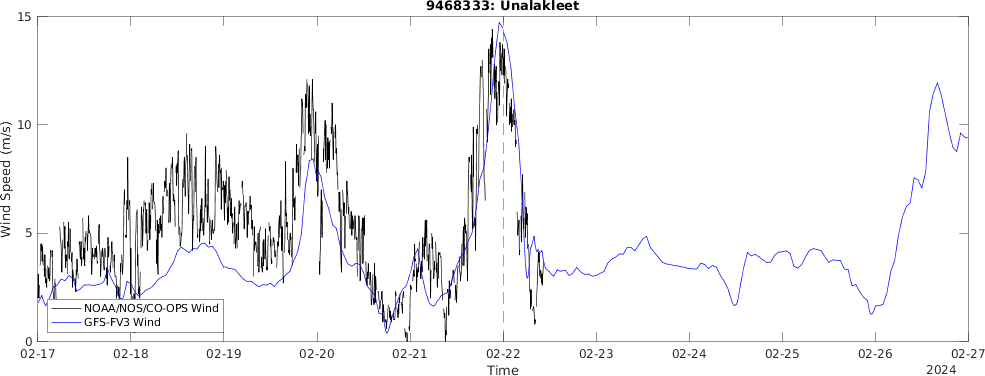 9468333: Unalakleet
15
10
5
0
Wind Speed (m/s)
NOAA/NOS/CO-OPS Wind
GFS-FV3 Wind
02-17 02-18 02-19 02-20 02-21 02-22 02-23 02-24 02-25 02-26 02-27
Time
2024